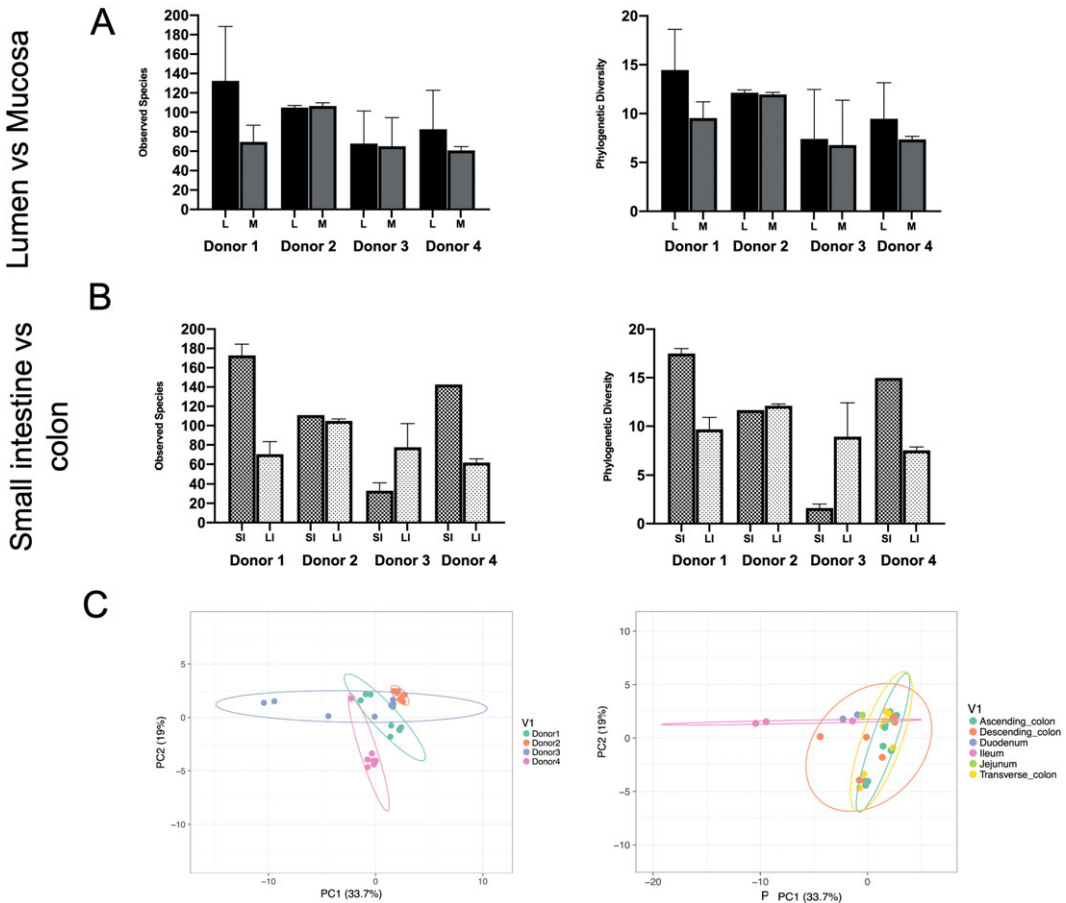 A
Lumen vs Mucosa
Observed Species
200
180
160
140
120
100
80
60
40
20
0
L M L M L M L M
Donor 1 Donor 2 Donor 3 Donor 4
Phylogenetic Diversity
20
15
10
5
0
L M L M L M L M
Donor 1 Donor 2 Donor 3 Donor 4
B
Small intestine vs
colon
Observed Species
200
180
160
140
120
100
80
60
40
20
0
SI LI SI LI SI LI SI LI
Donor 1 Donor 2 Donor 3 Donor 4
Phylogenetic Diversity
20
15
10
5
0
SI LI SI LI SI LI SI LI
Donor 1 Donor 2 Donor 3 Donor 4
C
PC2 (19%)
5
0
−5
−10
−10 0 10
PC1 (33.7%)
V1
Donor1
Donor2
Donor3
Donor4
PC2 (19%)
10
5
0
−5
−10
−20 −10 0
P PC1 (33.7%)
V1
Ascending_colon
Descending_colon
Duodenum
Ileum
Jejunum
Transverse_colon